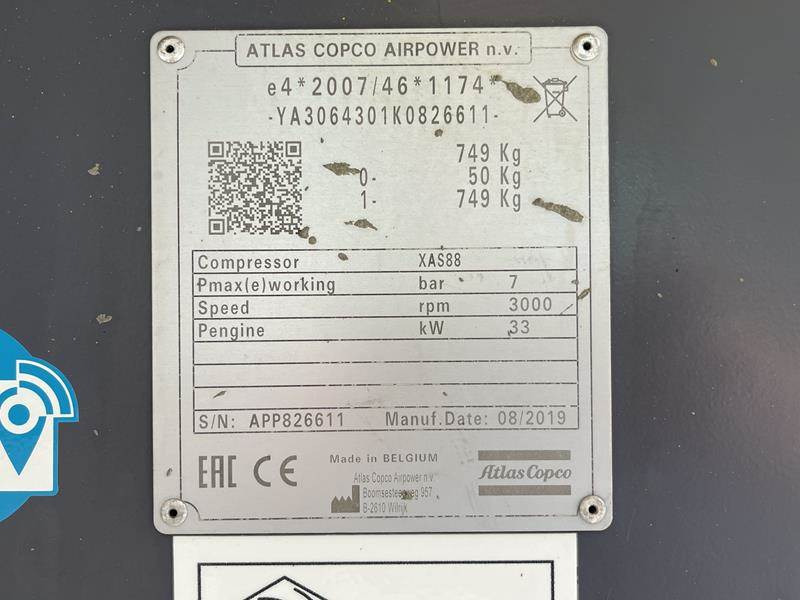 ATLAS COPCO AIRPOWER n.v.
e4*2007/46*1174*
-YA3064301K0826611-
749 Kg
0- 50 Kg
1- 749 Kg
Compressor XAS88
Pmax(e)working bar 7
Speed rpm 3000
Pengine kW 33
S/N: APP826611 Manuf.Date: 08/2019
EAC CE
Made in BELGIUM
Atlas Copco Airpower n.v.
Boomsesteenweg 957
B-2610 Wilrijk
Atlas Copco